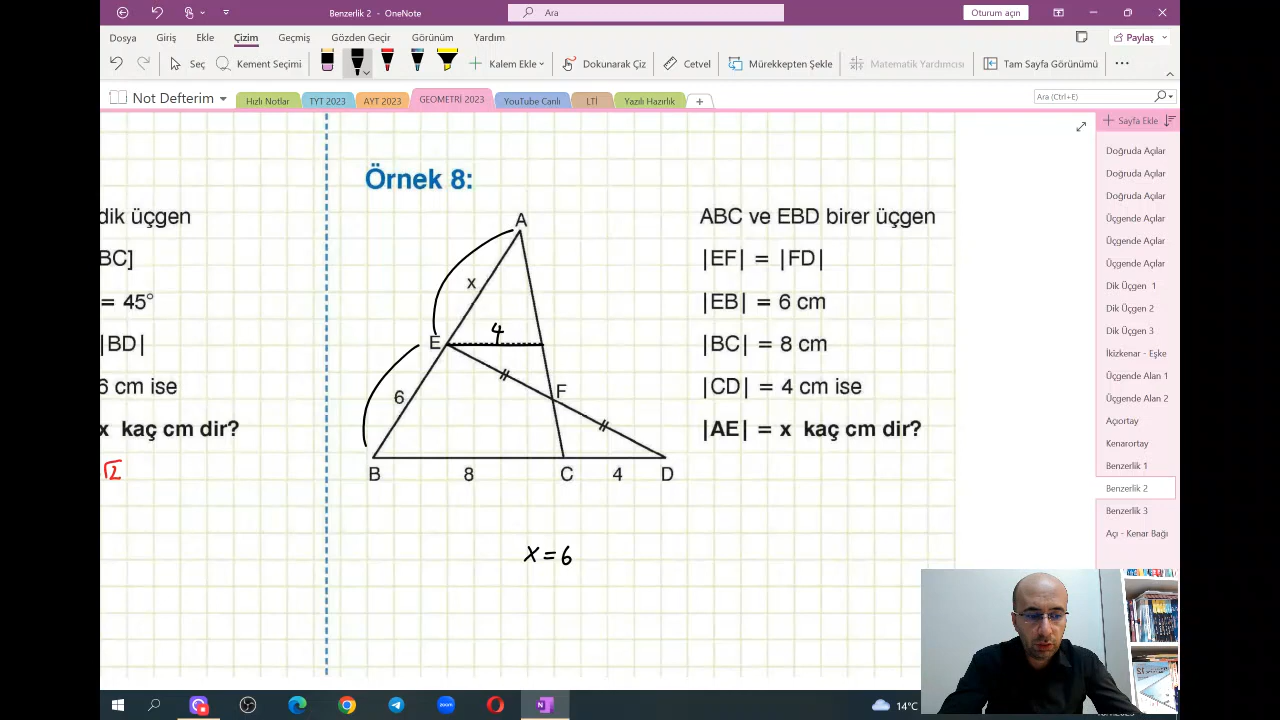 Benzerlik 2 - OneNote
Ara
Oturum açın
Dosya Giriş Ekle Çizim Geçmiş Gözden Geçir Görünüm Yardım
Paylaş
Seç Kement Seçimi Kalem Ekle Dokunarak Çiz Cetvel Mürekkepten Şekle Matematik Yardımcısı Tam Sayfa Görünümü
Not Defterim Hızlı Notlar TYT 2023 AYT 2023 GEOMETRİ 2023 YouTube Canlı LTİ Yazılı Hazırlık
Ara (Ctrl+E)
Sayfa Ekle
Doğruda Açılar
Doğruda Açılar
Doğruda Açılar
Üçgende Açılar
Üçgende Açılar
Üçgende Açılar
Dik Üçgen 1
Dik Üçgen 2
Dik Üçgen 3
İkizkenar - Eşke
Üçgende Alan 1
Üçgende Alan 2
Açıortay
Kenarortay
Benzerlik 1
Benzerlik 2
Benzerlik 3
Açı - Kenar Bağı
dik üçgen
BC]
= 45°
|BD|
6 cm ise
x kaç cm dir?
√2
Örnek 8:
A
x
4
E
6
F
B 8 C 4 D
x = 6
ABC ve EBD birer üçgen
|EF| = |FD|
|EB| = 6 cm
|BC| = 8 cm
|CD| = 4 cm ise
|AE| = x kaç cm dir?
zoom
14°C